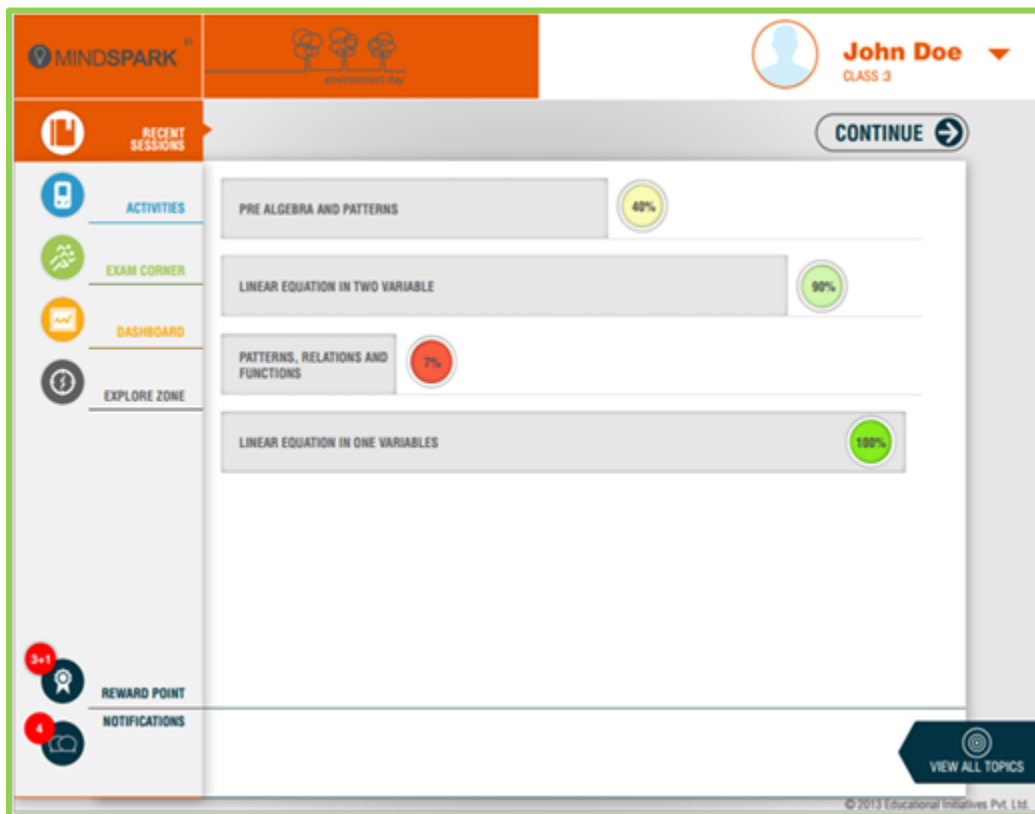 MINDSPARK
environment day
John Doe
CLASS :3
RECENT
SESSIONS
CONTINUE
ACTIVITIES
EXAM CORNER
DASHBOARD
EXPLORE ZONE
PRE ALGEBRA AND PATTERNS
40%
LINEAR EQUATION IN TWO VARIABLE
90%
PATTERNS, RELATIONS AND
FUNCTIONS
7%
LINEAR EQUATION IN ONE VARIABLES
100%
3+1
REWARD POINT
NOTIFICATIONS
4
VIEW ALL TOPICS
© 2013 Educational Initiatives Pvt. Ltd.